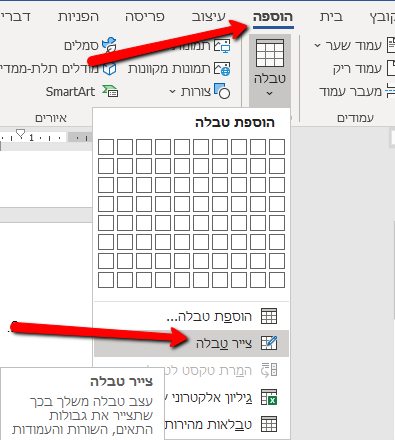 קובץ בית הוספה עיצוב פריסה הפניות דברי
עמוד שער
עמוד ריק
מעבר עמוד
עמודים
טבלה
תמונות
תמונות מקוונות
צורות
סמלים
מודלים תלת-ממדי
SmartArt
איורים
1
הוספת טבלה
הוספת טבלה...
צייר טבלה
המרת טקסט
גיליון אלקטרוני
טבלאות מהירות
צייר טבלה
עצב טבלה משלך בכך
שתצייר את גבולות
התאים, השורות והעמודות